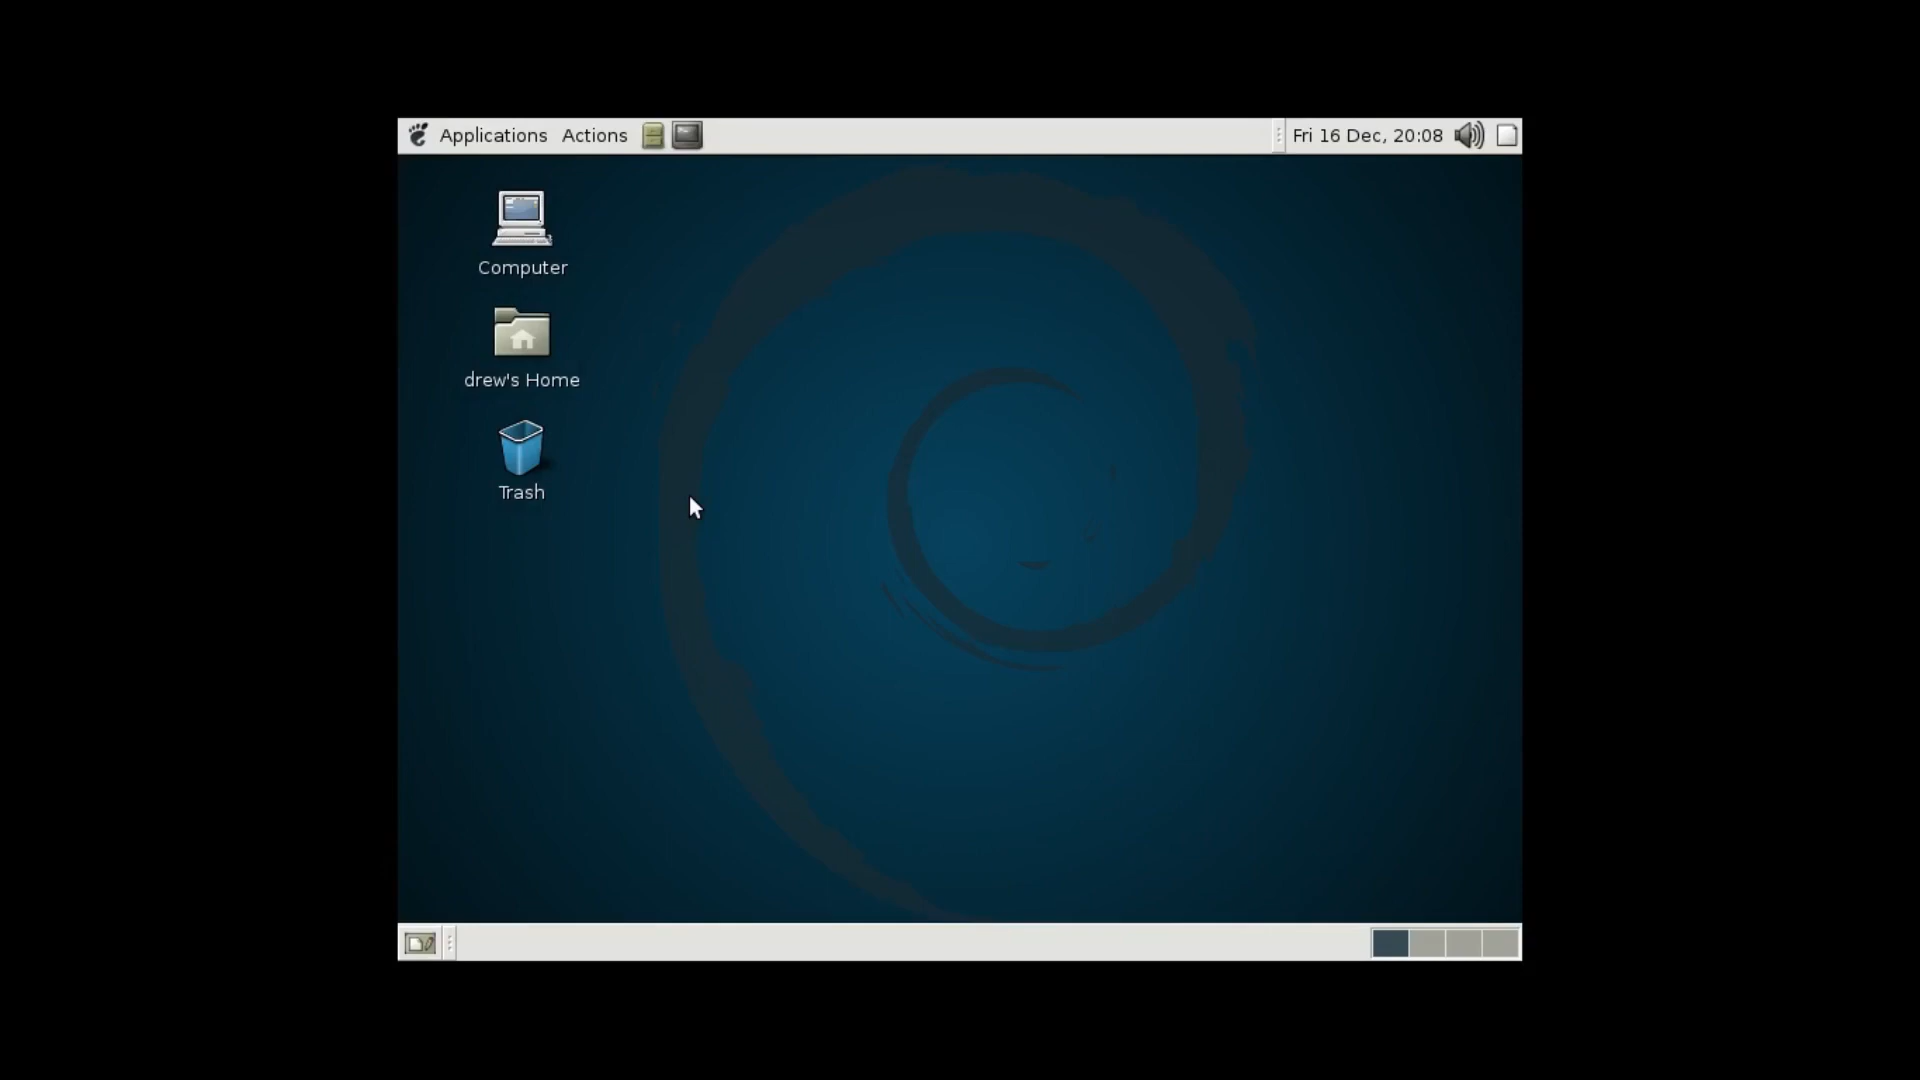 Applications Actions Fri 16 Dec, 20:08
Computer
drew's Home
Trash